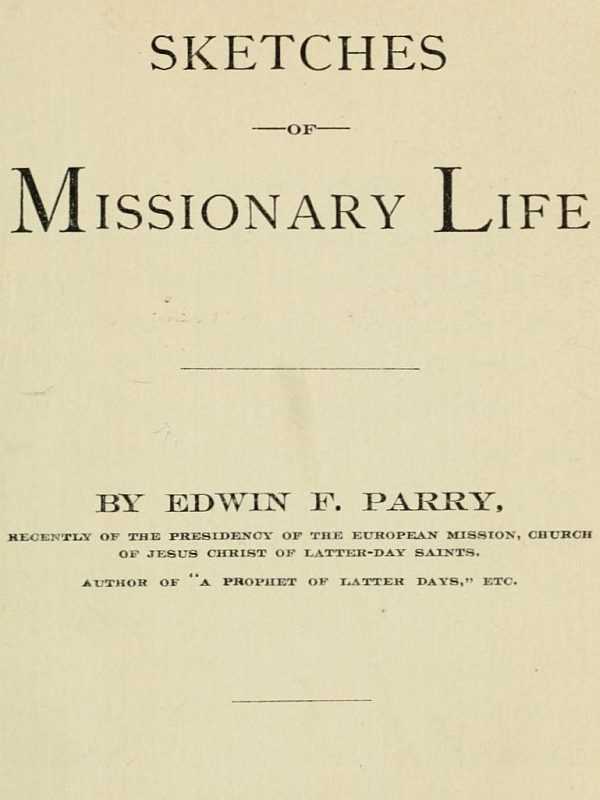 SKETCHES
—OF—
MISSIONARY LIFE
BY EDWIN F. PARRY,
RECENTLY OF THE PRESIDENCY OF THE EUROPEAN MISSION, CHURCH
OF JESUS CHRIST OF LATTER-DAY SAINTS.
AUTHOR OF "A PROPHET OF LATTER DAYS," ETC.